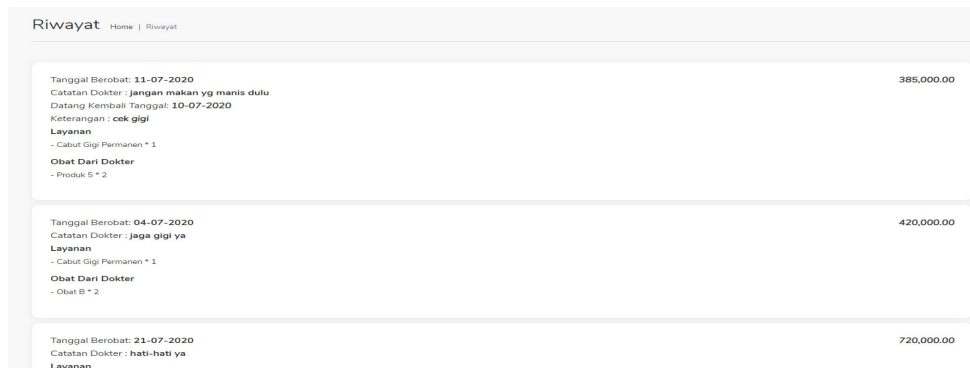 Riwayat Home | Riwayat
Tanggal Berobat: 11-07-2020 385,000.00
Catatan Dokter : jangan makan yg manis dulu
Datang Kembali Tanggal: 10-07-2020
Keterangan : cek gigi
Layanan
- Cabut Gigi Permanen * 1
Obat Dari Dokter
- Produk 5 * 2
Tanggal Berobat: 04-07-2020 420,000.00
Catatan Dokter : jaga gigi ya
Layanan
- Cabut Gigi Permanen * 1
Obat Dari Dokter
- Obat B * 2
Tanggal Berobat: 21-07-2020 720,000.00
Catatan Dokter : hati-hati ya
Layanan